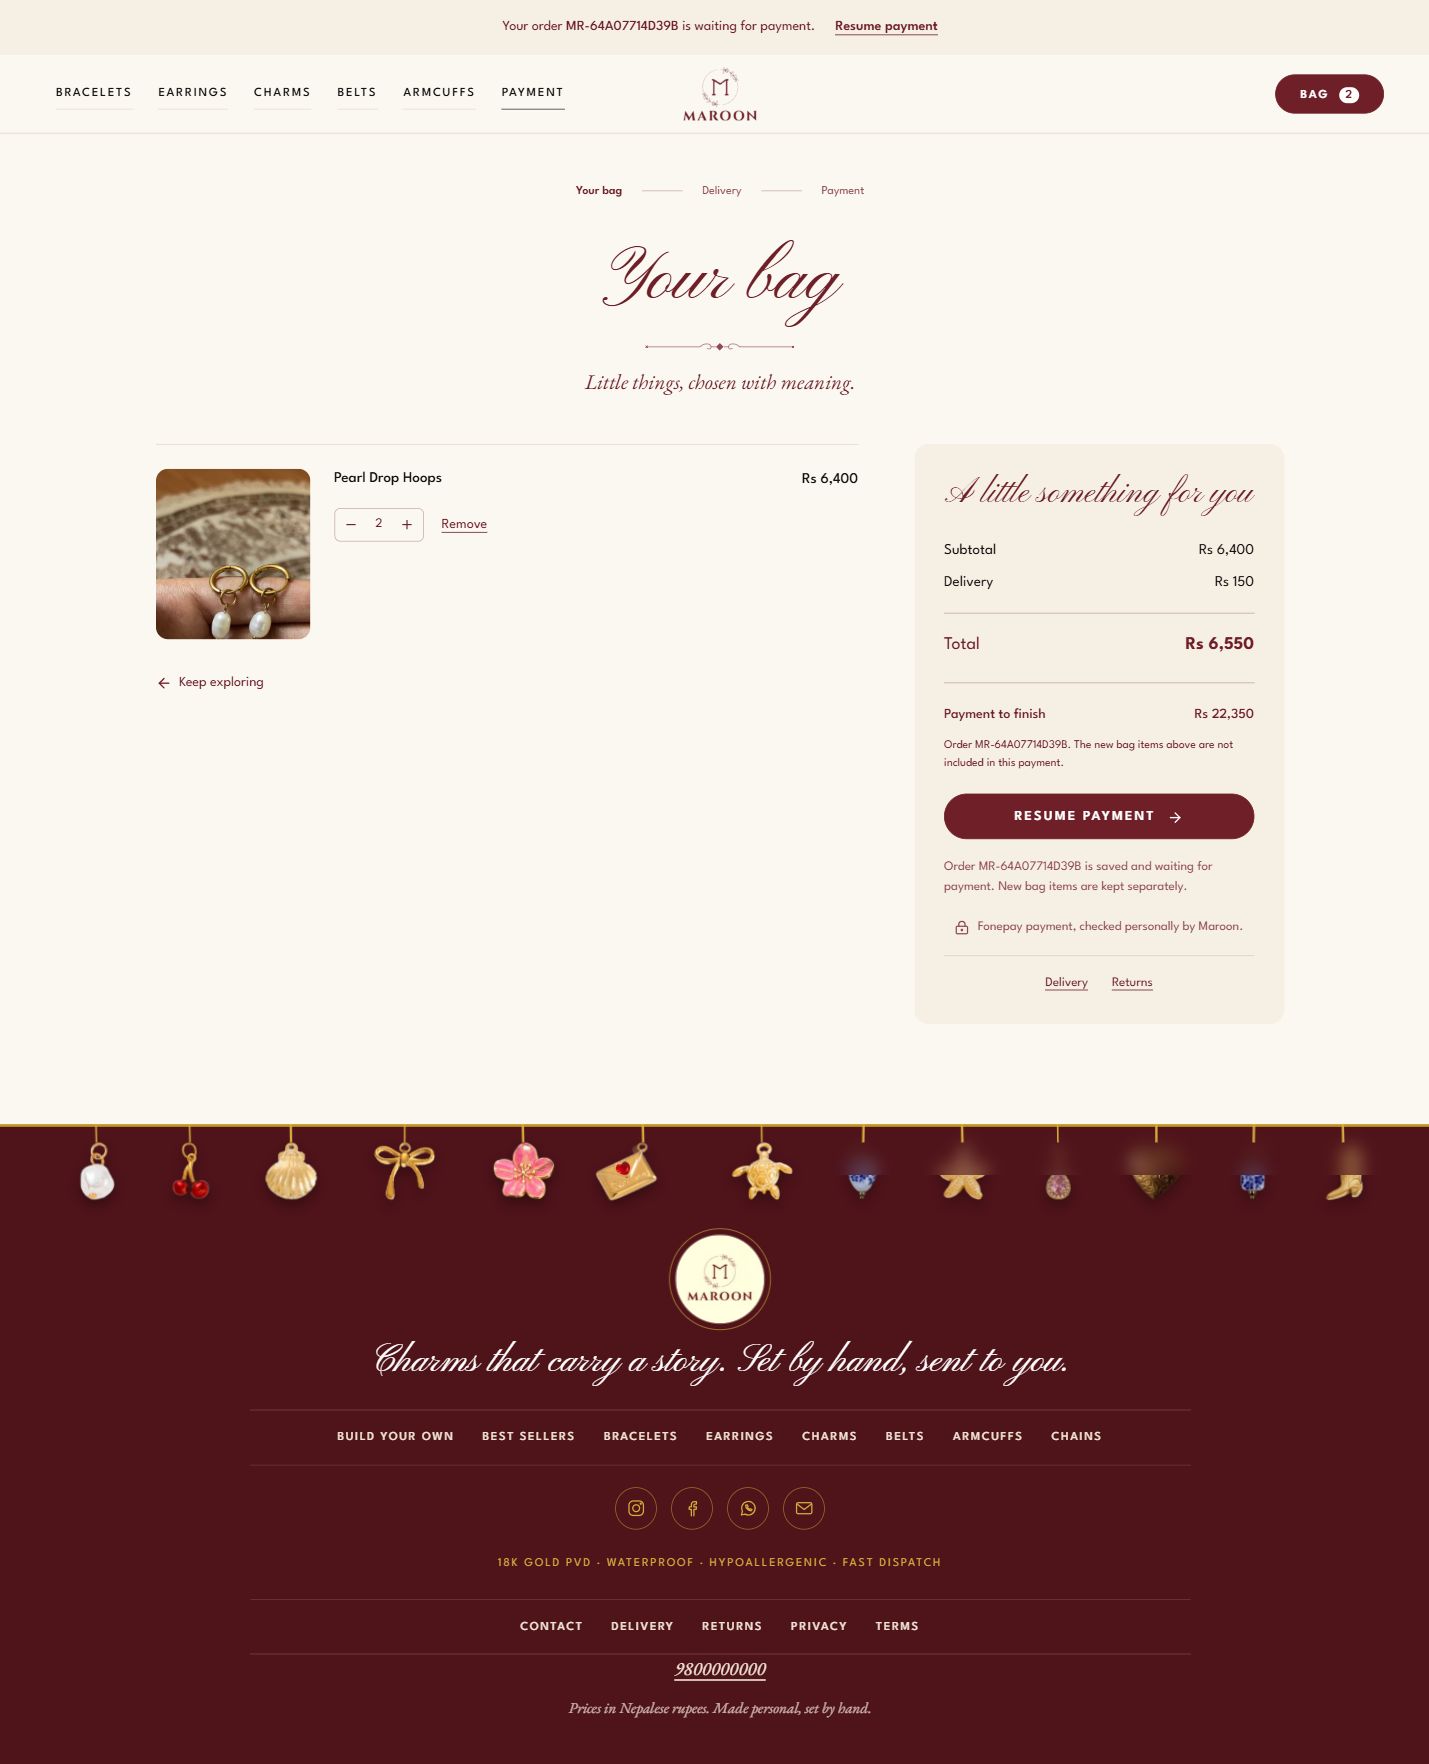 Your order MR-64A07714D39B is waiting for payment. Resume payment
BRACELETS EARRINGS CHARMS BELTS ARMCUFFS PAYMENT
M
MAROON
BAG 2
Your bag Delivery Payment
Your bag
Little things, chosen with meaning.
Pearl Drop Hoops Rs 6,400
− 2 + Remove
← Keep exploring
A little something for you
Subtotal Rs 6,400
Delivery Rs 150
Total Rs 6,550
Payment to finish Rs 22,350
Order MR-64A07714D39B. The new bag items above are not
included in this payment.
RESUME PAYMENT →
Order MR-64A07714D39B is saved and waiting for
payment. New bag items are kept separately.
Fonepay payment, checked personally by Maroon.
Delivery Returns
M
MAROON
Charms that carry a story. Set by hand, sent to you.
BUILD YOUR OWN BEST SELLERS BRACELETS EARRINGS CHARMS BELTS ARMCUFFS CHAINS
18K GOLD PVD · WATERPROOF · HYPOALLERGENIC · FAST DISPATCH
CONTACT DELIVERY RETURNS PRIVACY TERMS
9800000000
Prices in Nepalese rupees. Made personal, set by hand.